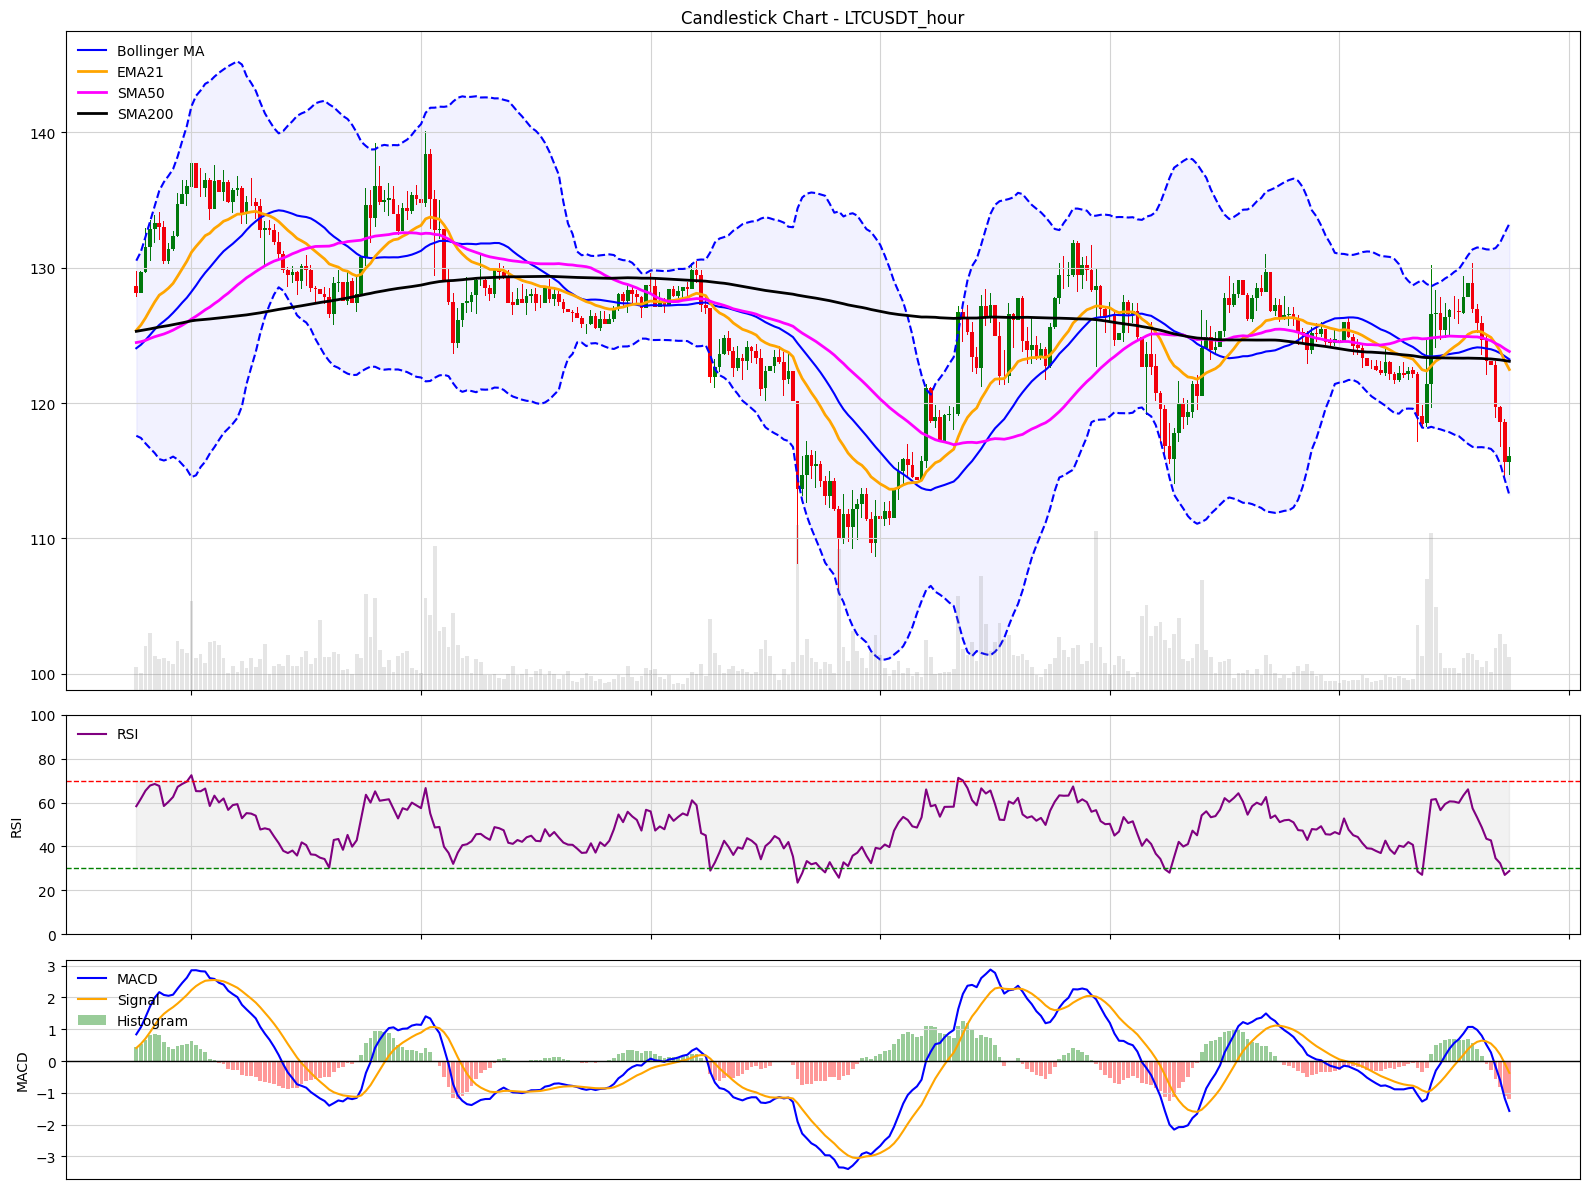 Candlestick Chart - LTCUSDT_hour
Bollinger MA
EMA21
SMA50
SMA200
140
130
120
110
100
RSI
100
80
60
40
20
0
RSI
MACD
Signal
Histogram
3
2
1
0
−1
−2
−3
MACD